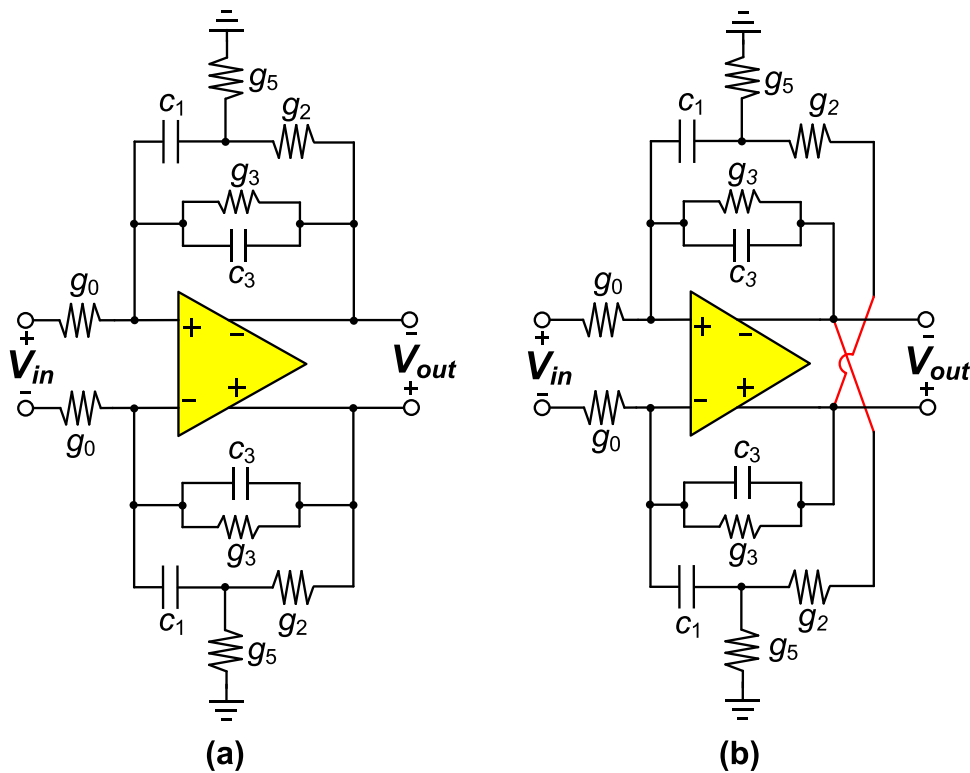 g5
c1
g2
g3
c3
g0
+
-
+
-
Vin
Vout
-
+
-
+
g0
c3
g3
c1
g2
g5
(a)
g5
c1
g2
g3
c3
g0
+
-
+
-
Vin
Vout
-
+
-
+
g0
c3
g3
c1
g2
g5
(b)